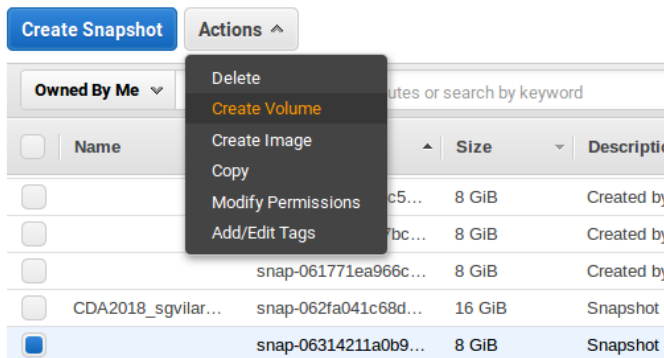 Create Snapshot Actions
Owned By Me utes or search by keyword
Delete
Create Volume
Create Image
Copy
Modify Permissions
Add/Edit Tags
Name Size Descripti
c5... 8 GiB Created by
7bc... 8 GiB Created by
snap-061771ea966c... 8 GiB Created by
CDA2018_sgvilar... snap-062fa041c68d... 16 GiB Snapshot
snap-06314211a0b9... 8 GiB Snapshot